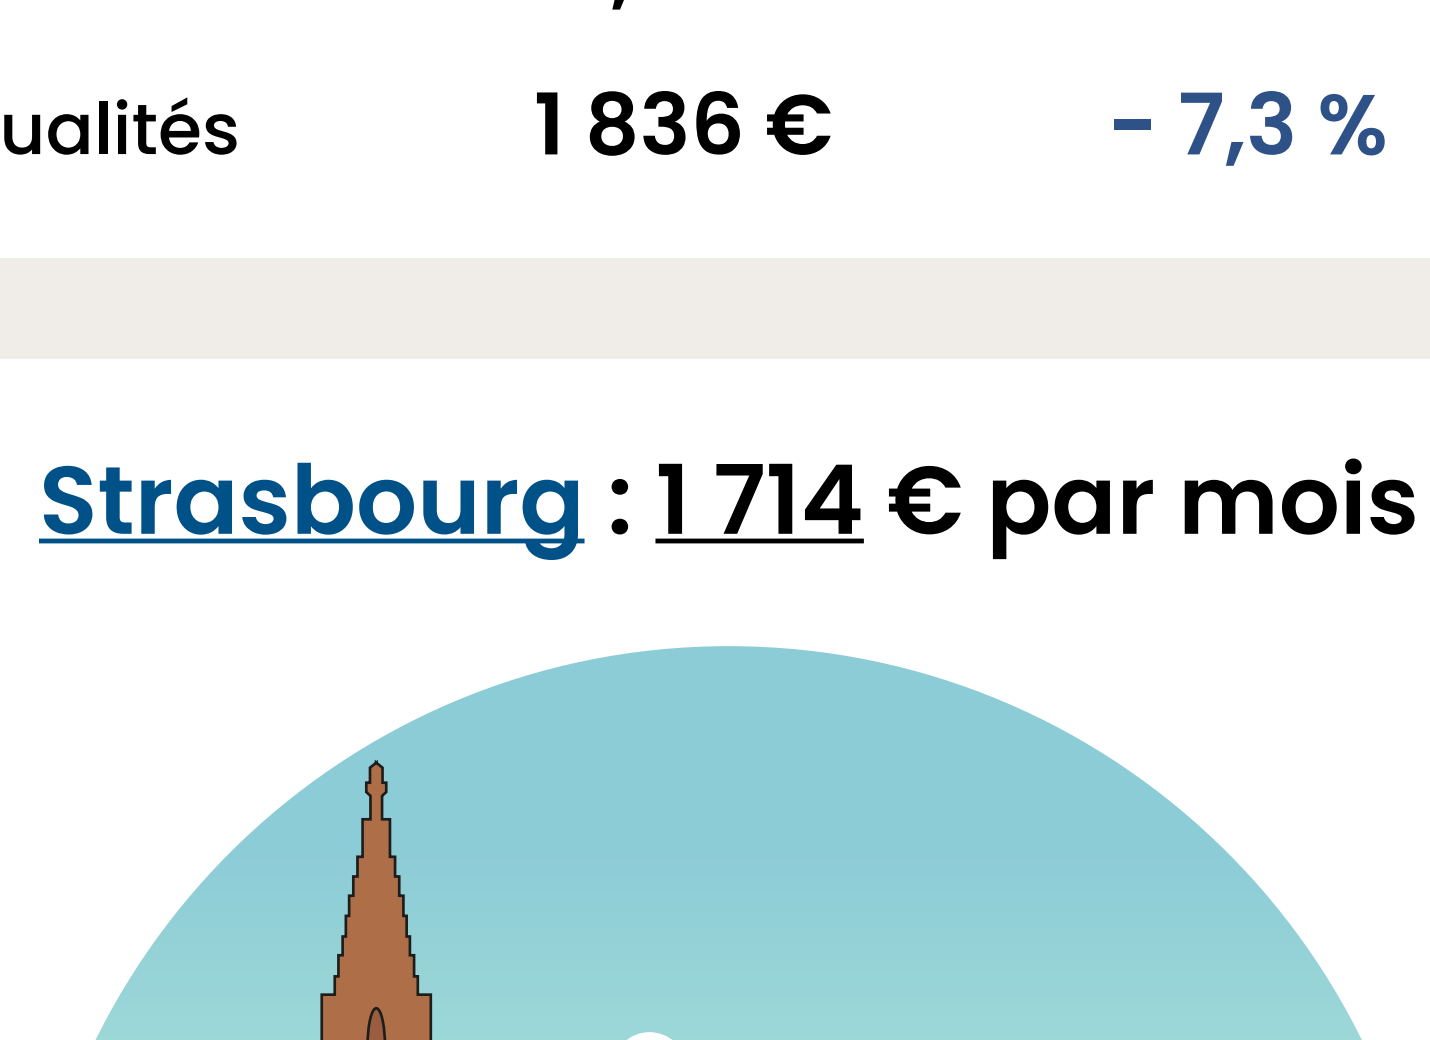 ualités 1 836 € - 7,3 %
Strasbourg : 1 714 € par mois